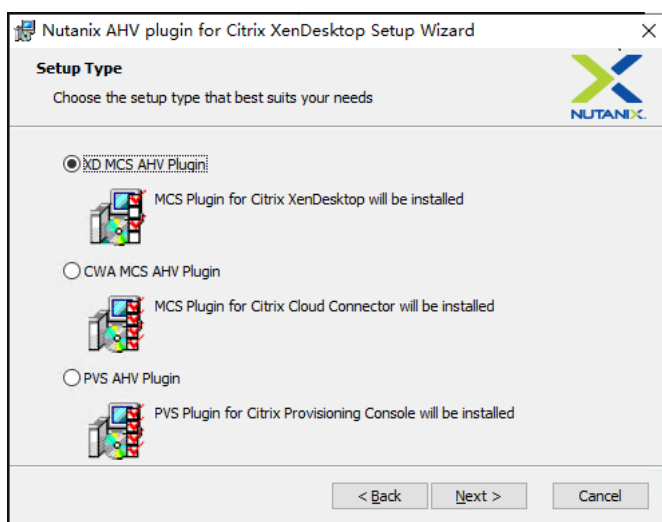 Nutanix AHV plugin for Citrix XenDesktop Setup Wizard
Setup Type
Choose the setup type that best suits your needs
NUTANIX.
XD MCS AHV Plugin
MCS Plugin for Citrix XenDesktop will be installed
CWA MCS AHV Plugin
MCS Plugin for Citrix Cloud Connector will be installed
PVS AHV Plugin
PVS Plugin for Citrix Provisioning Console will be installed
< Back Next > Cancel